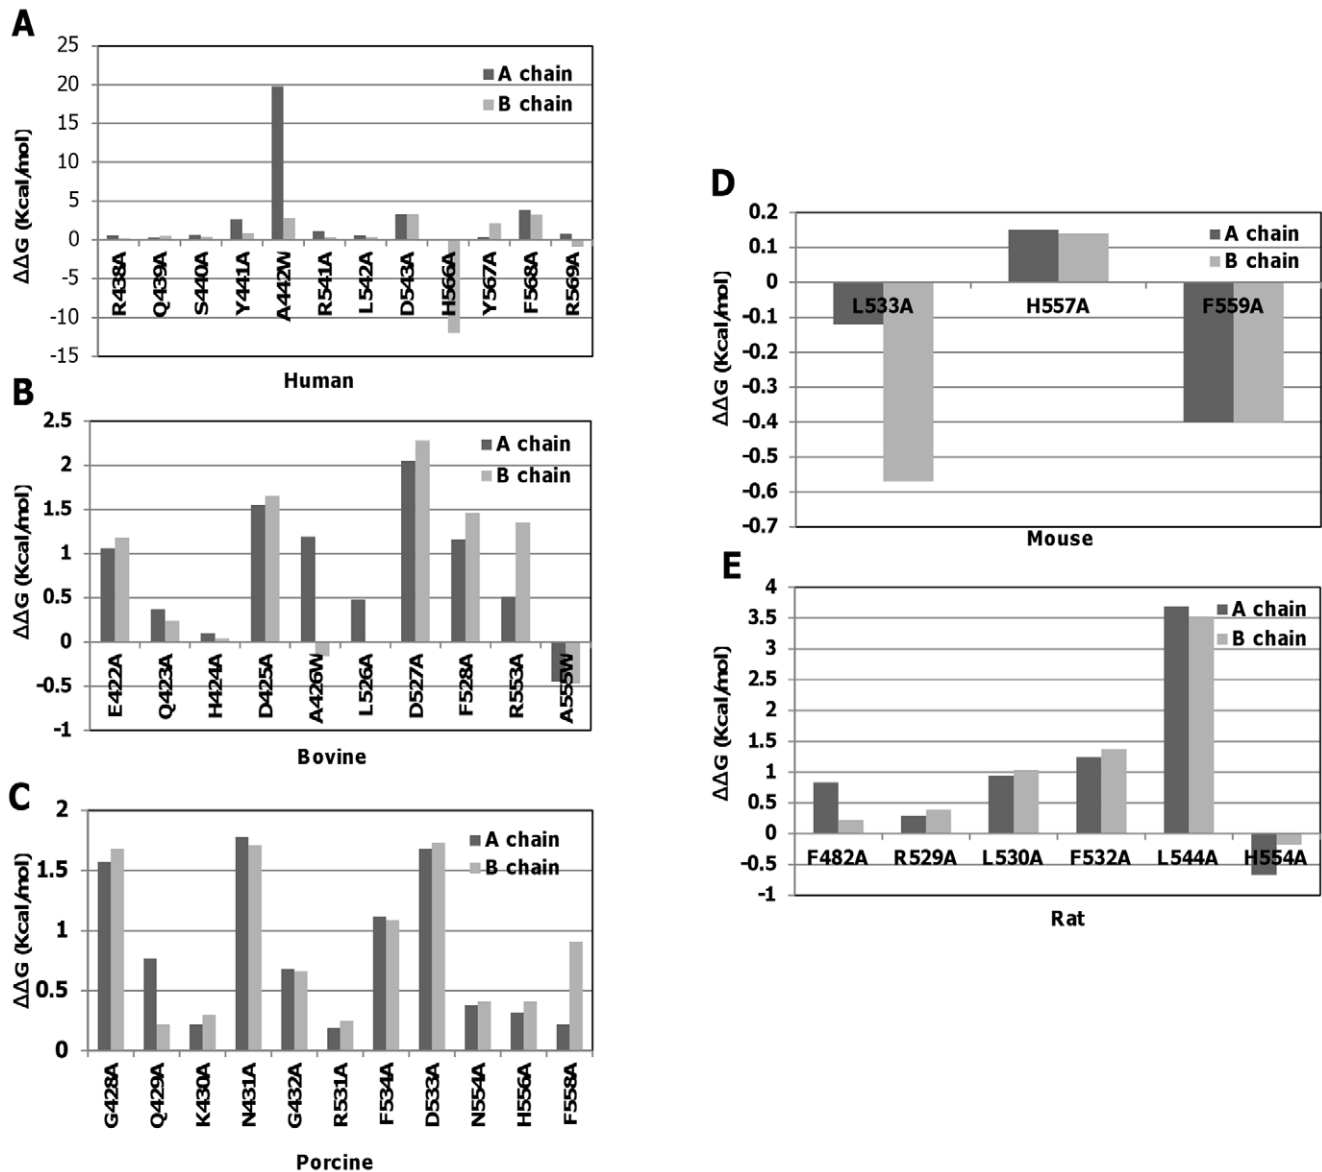 A
25
20
15
10
5
0
-5
-10
-15
ΔΔG (Kcal/mol)
A chain
B chain
R438A
Q439A
S440A
Y441A
A442W
R541A
L542A
D543A
H566A
Y567A
F568A
R569A
Human
B
2.5
2
1.5
1
0.5
0
-0.5
-1
ΔΔG (Kcal/mol)
A chain
B chain
E422A
Q423A
H424A
D425A
A426W
L526A
D527A
F528A
R553A
A555W
Bovine
C
2
1.5
1
0.5
0
ΔΔG (Kcal/mol)
A chain
B chain
G428A
Q429A
K430A
N431A
G432A
R531A
F534A
D533A
N554A
H556A
F558A
Porcine
D
0.2
0.1
0
-0.1
-0.2
-0.3
-0.4
-0.5
-0.6
-0.7
ΔΔG (Kcal/mol)
A chain
B chain
L533A
H557A
F559A
Mouse
E
4
3.5
3
2.5
2
1.5
1
0.5
0
-0.5
-1
ΔΔG (Kcal/mol)
A chain
B chain
F482A
R529A
L530A
F532A
L544A
H554A
Rat